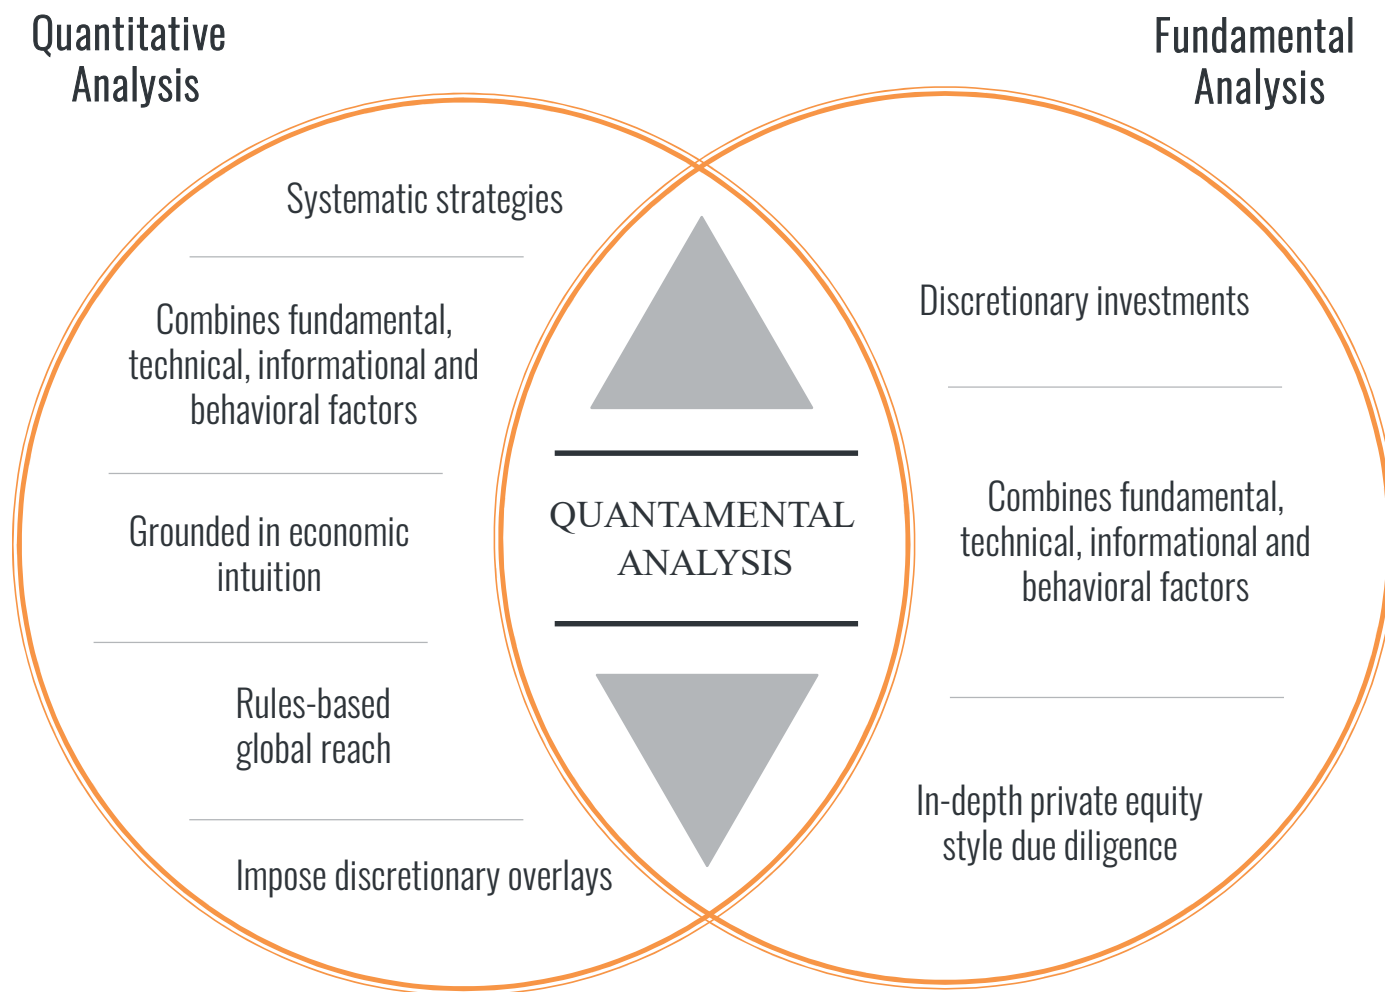 Quantitative
Analysis
Fundamental
Analysis
Systematic strategies
Combines fundamental,
technical, informational and
behavioral factors
Grounded in economic
intuition
Rules-based
global reach
Impose discretionary overlays
QUANTAMENTAL
ANALYSIS
Discretionary investments
Combines fundamental,
technical, informational and
behavioral factors
In-depth private equity
style due diligence